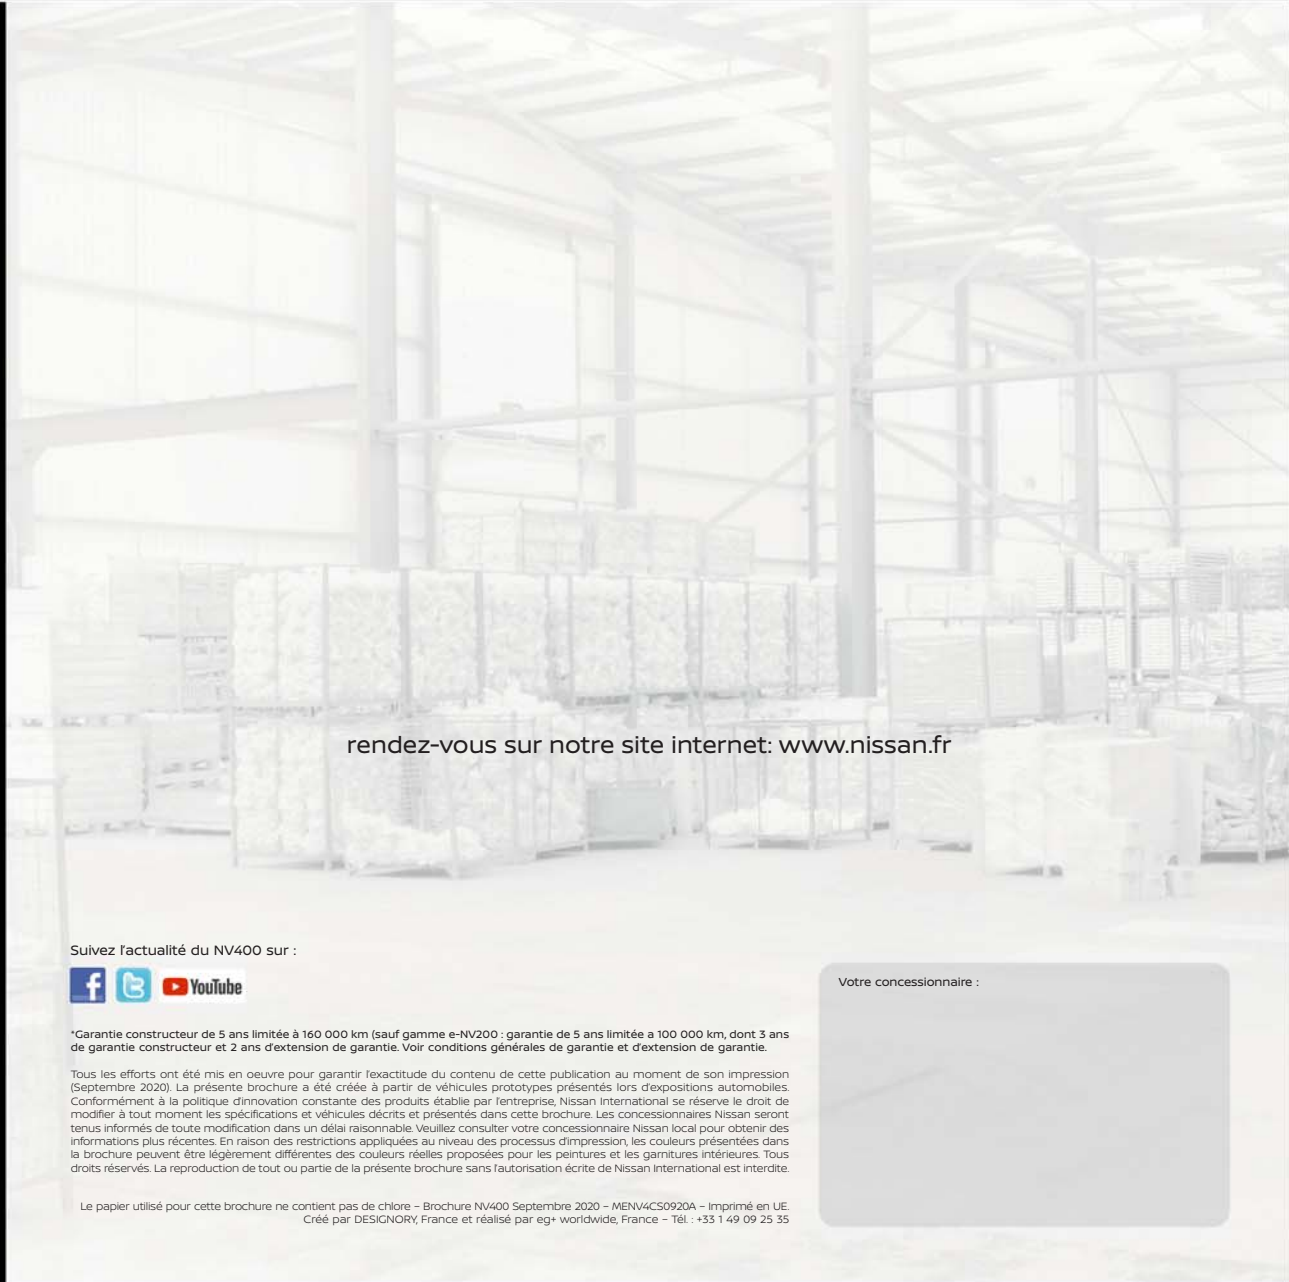 rendez-vous sur notre site internet: www.nissan.fr
Suivez l'actualité du NV400 sur :
YouTube
*Garantie constructeur de 5 ans limitée à 160 000 km (sauf gamme e-NV200 : garantie de 5 ans limitée a 100 000 km, dont 3 ans
de garantie constructeur et 2 ans d'extension de garantie. Voir conditions générales de garantie et d'extension de garantie.
Tous les efforts ont été mis en oeuvre pour garantir l'exactitude du contenu de cette publication au moment de son impression
(Septembre 2020). La présente brochure a été créée à partir de véhicules prototypes présentés lors d'expositions automobiles.
Conformément à la politique d'innovation constante des produits établie par l'entreprise, Nissan International se réserve le droit de
modifier à tout moment les spécifications et véhicules décrits et présentés dans cette brochure. Les concessionnaires Nissan seront
tenus informés de toute modification dans un délai raisonnable. Veuillez consulter votre concessionnaire Nissan local pour obtenir des
informations plus récentes. En raison des restrictions appliquées au niveau des processus d'impression, les couleurs présentées dans
la brochure peuvent être légèrement différentes des couleurs réelles proposées pour les peintures et les garnitures intérieures. Tous
droits réservés. La reproduction de tout ou partie de la présente brochure sans l'autorisation écrite de Nissan International est interdite.
Le papier utilisé pour cette brochure ne contient pas de chlore – Brochure NV400 Septembre 2020 – MENV4CS0920A – Imprimé en UE.
Créé par DESIGNORY, France et réalisé par eg+ worldwide, France – Tél. : +33 1 49 09 25 35
Votre concessionnaire :